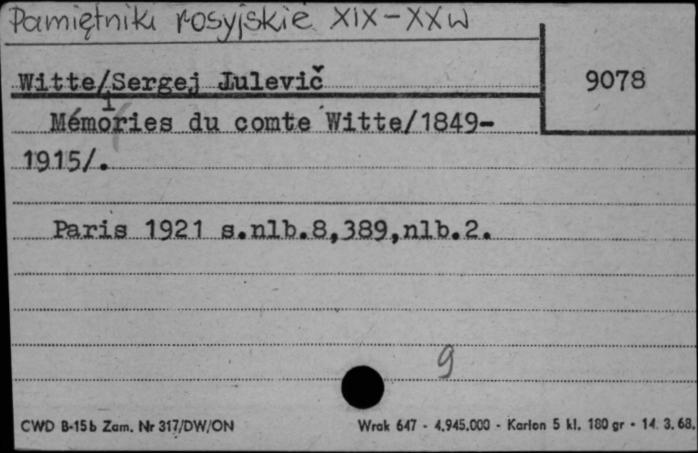 Pamiętniki rosyjskie XIX-XXw
Witte/Sergej Julevič
9078
1
Mémories du comte Witte/1849-
1915/.
Paris 1921 s.nlb.8,389,nlb.2.
9
CWD B-15b Zam. Nr 317/DW/ON
Wrak 647 - 4.945.000 - Karton 5 kl. 180 gr - 14. 3. 68.